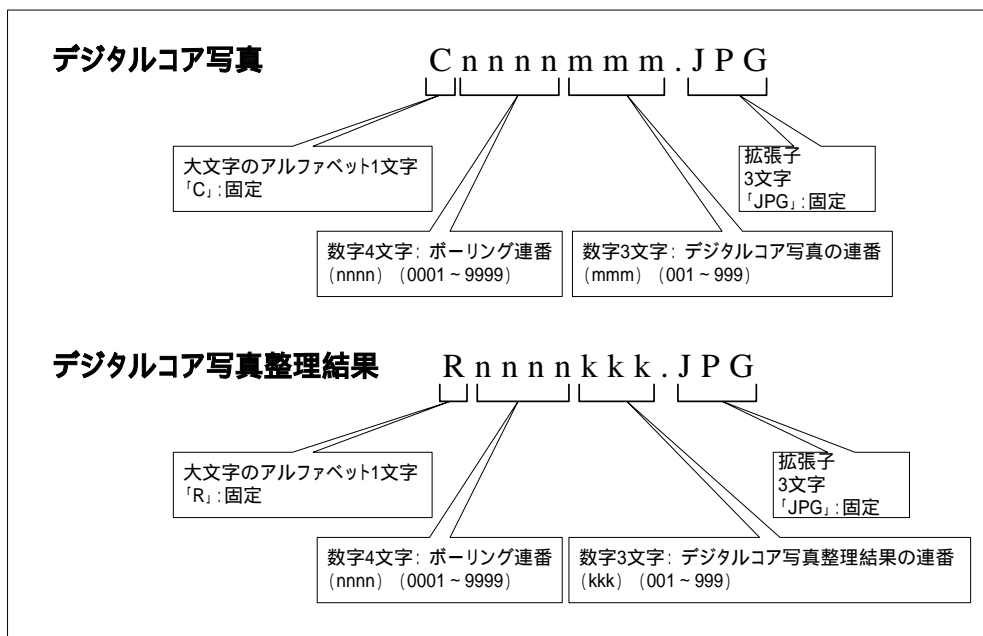 デジタルコア写真
C n n n n m m m . J P G
大文字のアルファベット1文字
「C」:固定
拡張子
3文字
「JPG」:固定
数字4文字: ボーリング連番
(nnnn) (0001~9999)
数字3文字: デジタルコア写真の連番
(mmm) (001~999)
デジタルコア写真整理結果
R n n n n k k k . J P G
大文字のアルファベット1文字
「R」:固定
拡張子
3文字
「JPG」:固定
数字4文字: ボーリング連番
(nnnn) (0001~9999)
数字3文字: デジタルコア写真整理結果の連番
(kkk) (001~999)